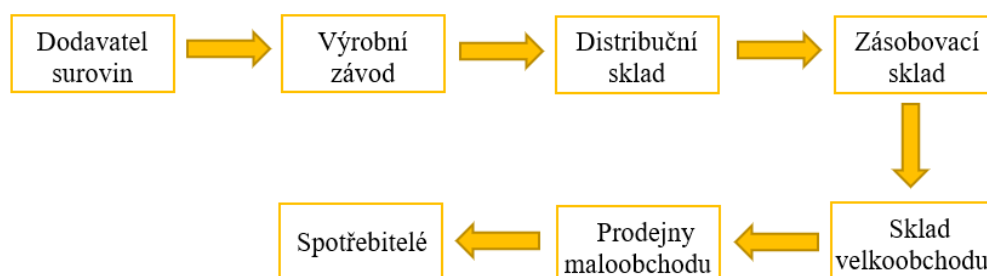 Dodavatel
surovin
Výrobní
závod
Distribuční
sklad
Zásobovací
sklad
Sklad
velkoobchodu
Prodejny
maloobchodu
Spotřebitelé